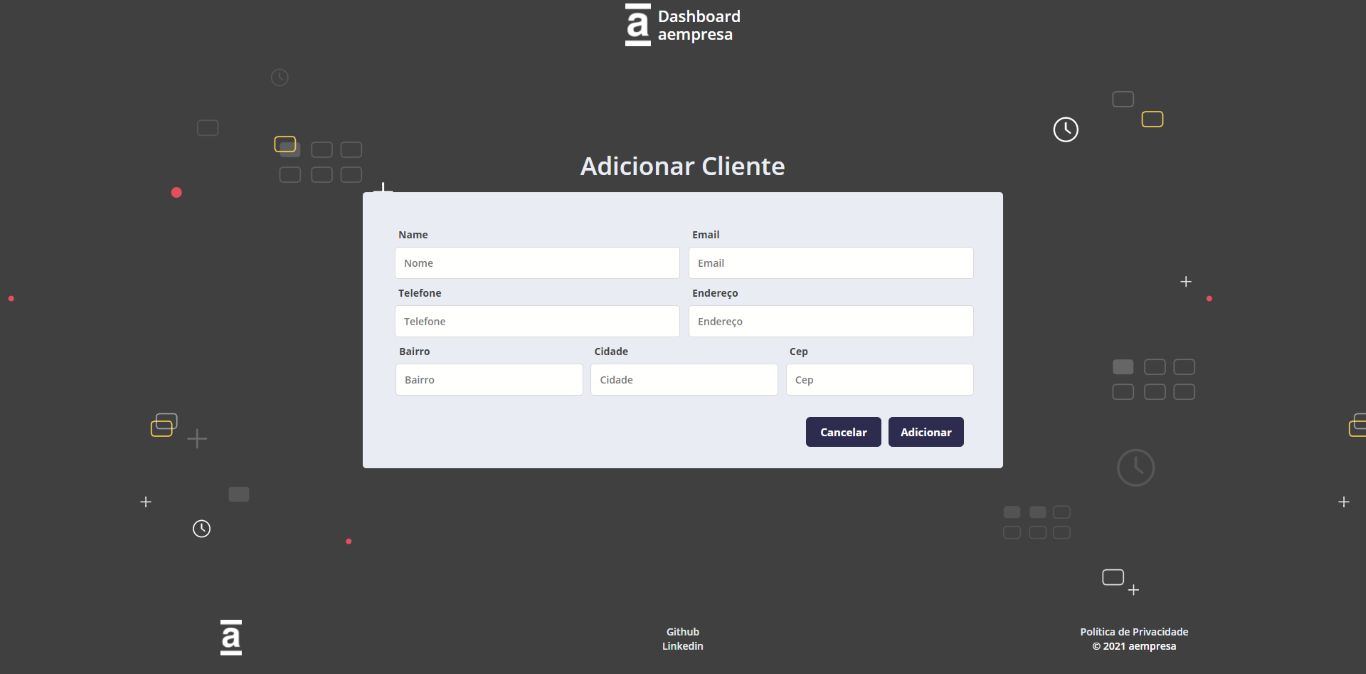 a Dashboard
aempresa
Adicionar Cliente
Name Email
Nome Email
Telefone Endereço
Telefone Endereço
Bairro Cidade Cep
Bairro Cidade Cep
Cancelar Adicionar
a
Github
Linkedin
Política de Privacidade
© 2021 aempresa